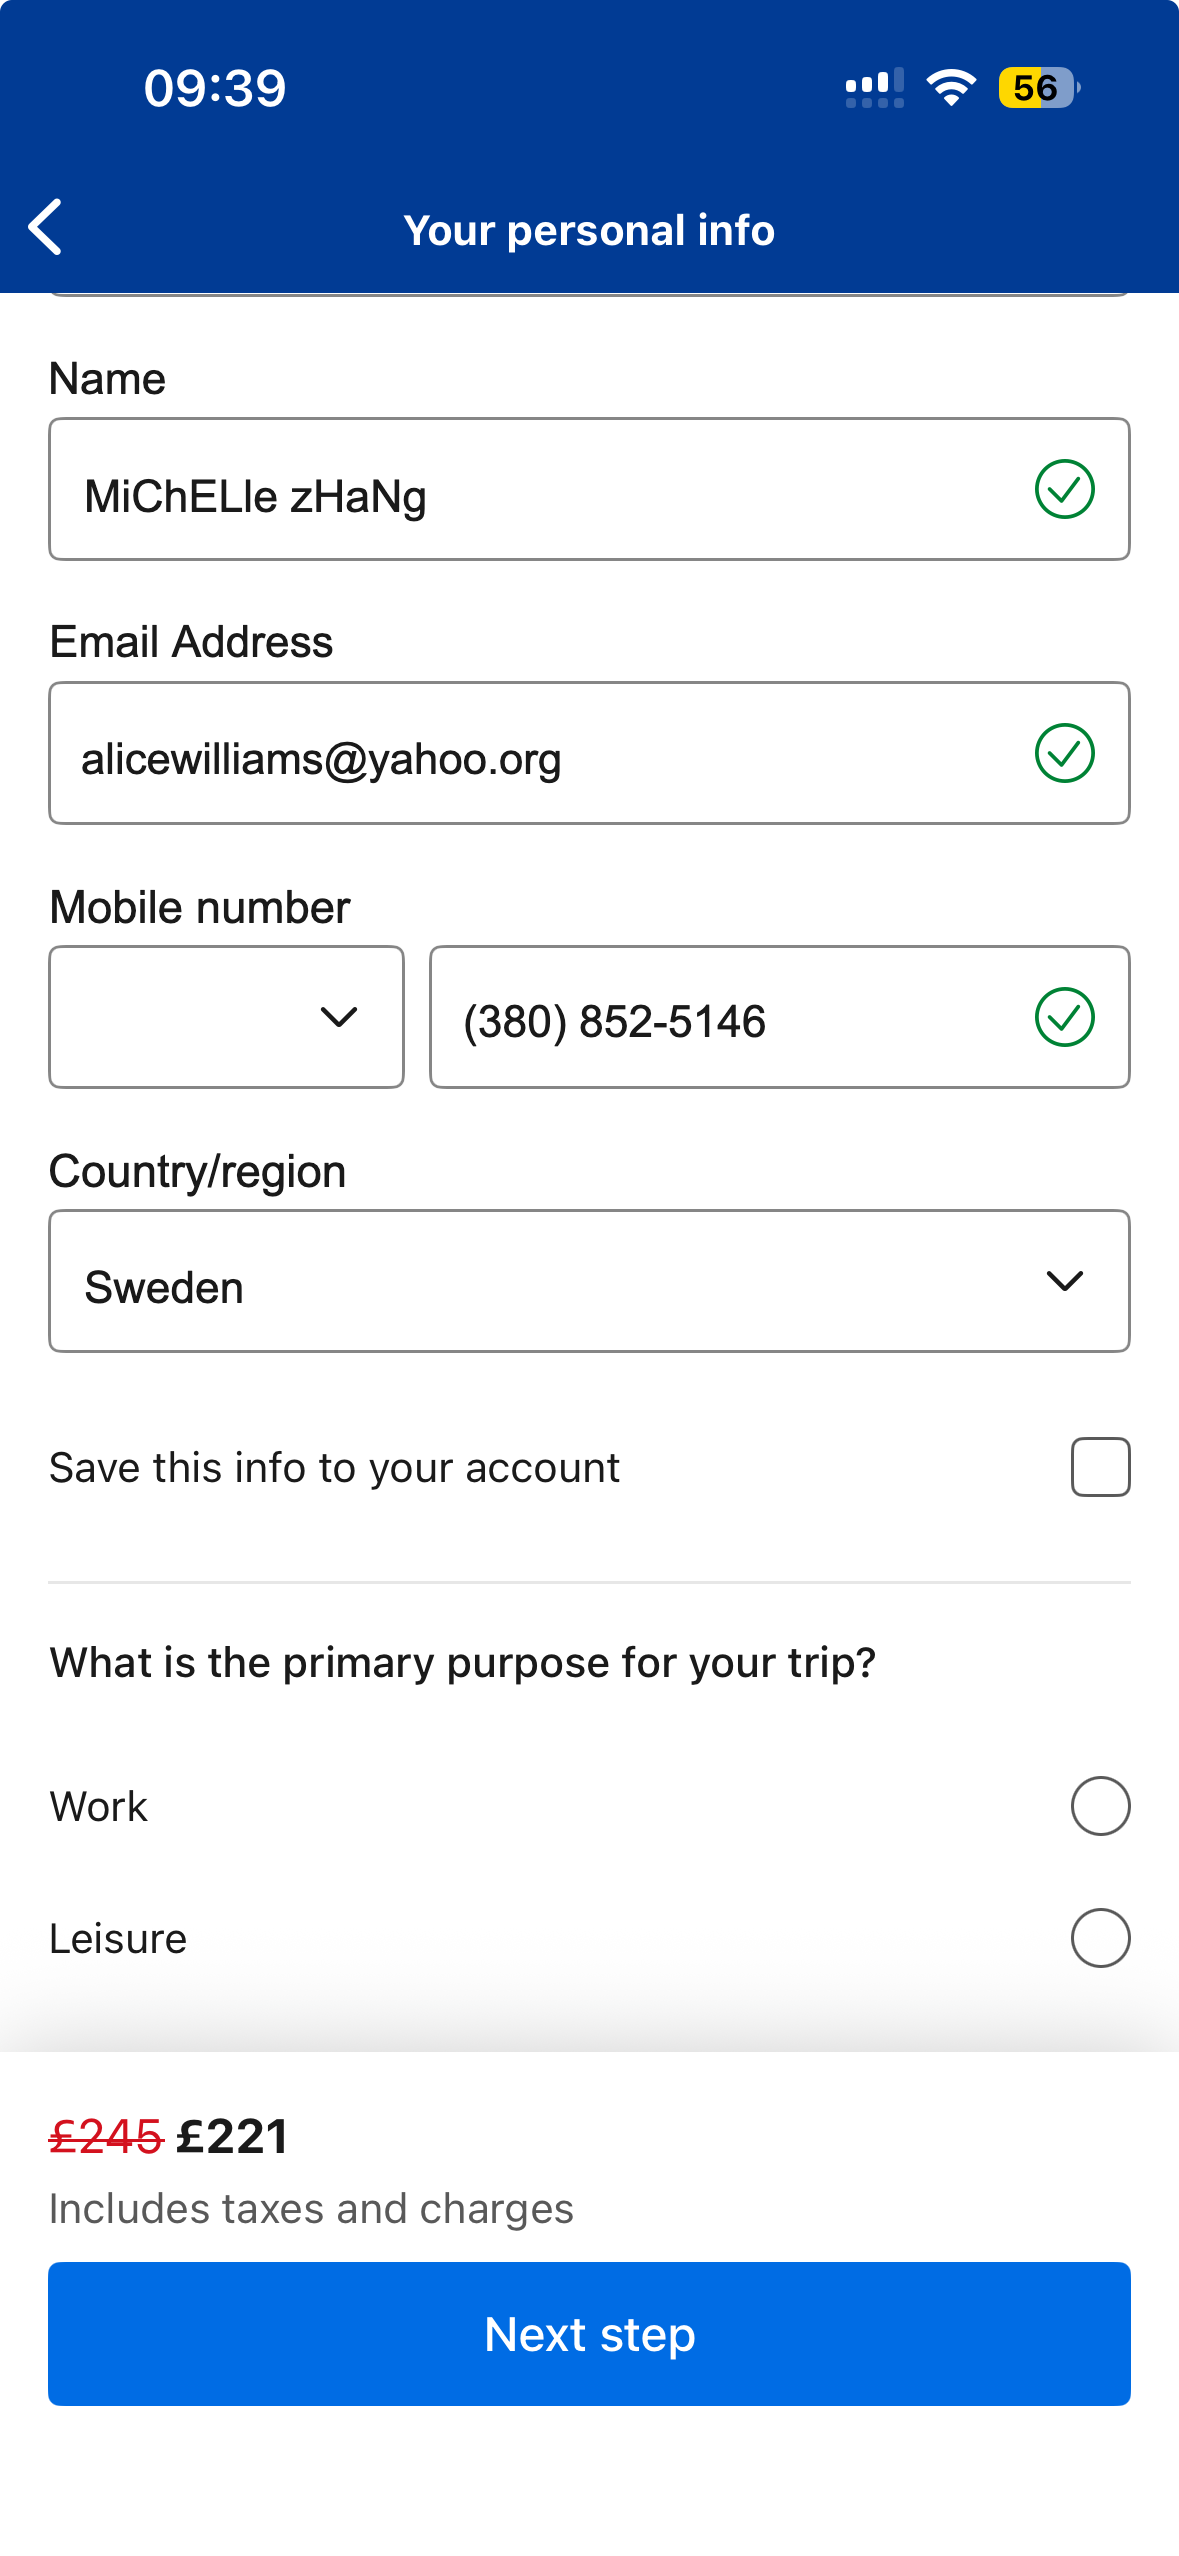 09:39
56
Your personal info
Name
MiChELle zHaNg
Email Address
alicewilliams@yahoo.org
Mobile number
(380) 852-5146
Country/region
Sweden
Save this info to your account
What is the primary purpose for your trip?
Work
Leisure
£245 £221
Includes taxes and charges
Next step